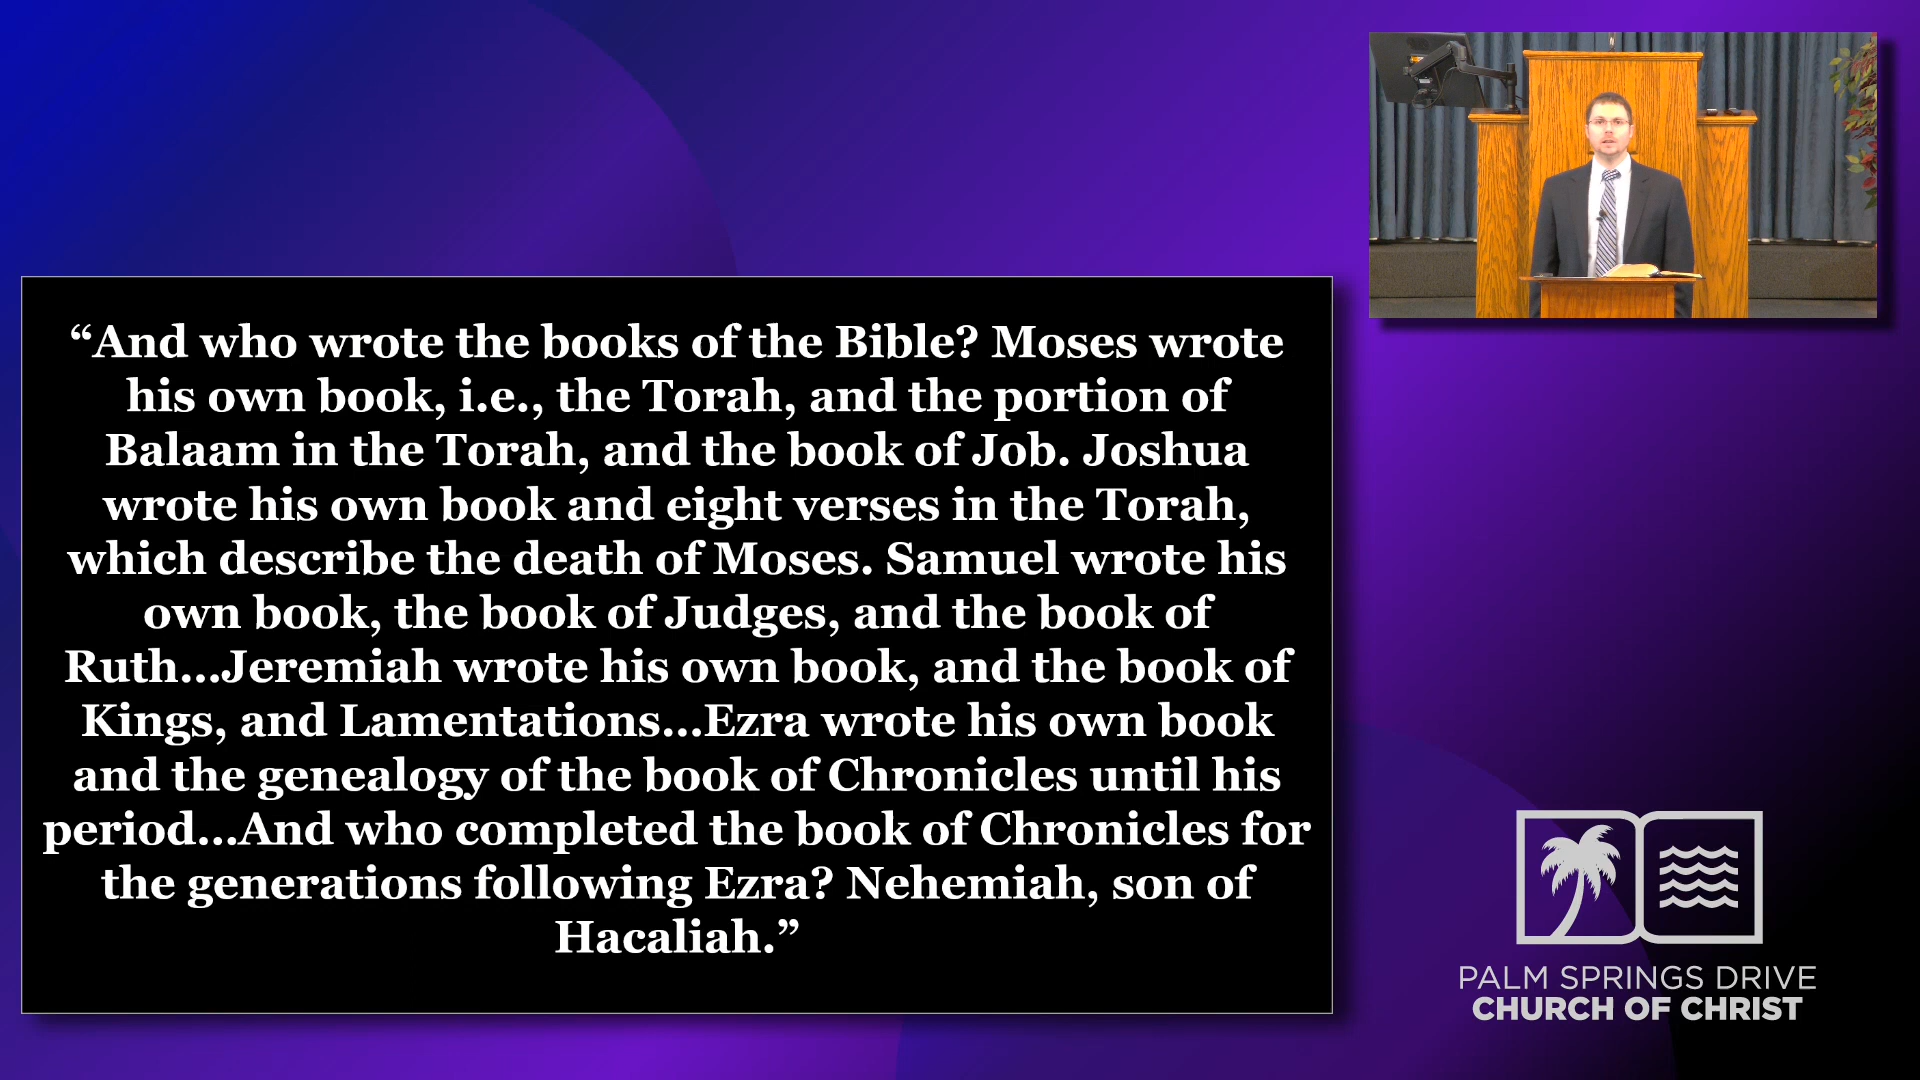 “And who wrote the books of the Bible? Moses wrote
his own book, i.e., the Torah, and the portion of
Balaam in the Torah, and the book of Job. Joshua
wrote his own book and eight verses in the Torah,
which describe the death of Moses. Samuel wrote his
own book, the book of Judges, and the book of
Ruth...Jeremiah wrote his own book, and the book of
Kings, and Lamentations...Ezra wrote his own book
and the genealogy of the book of Chronicles until his
period...And who completed the book of Chronicles for
the generations following Ezra? Nehemiah, son of
Hacaliah.”
PALM SPRINGS DRIVE
CHURCH OF CHRIST